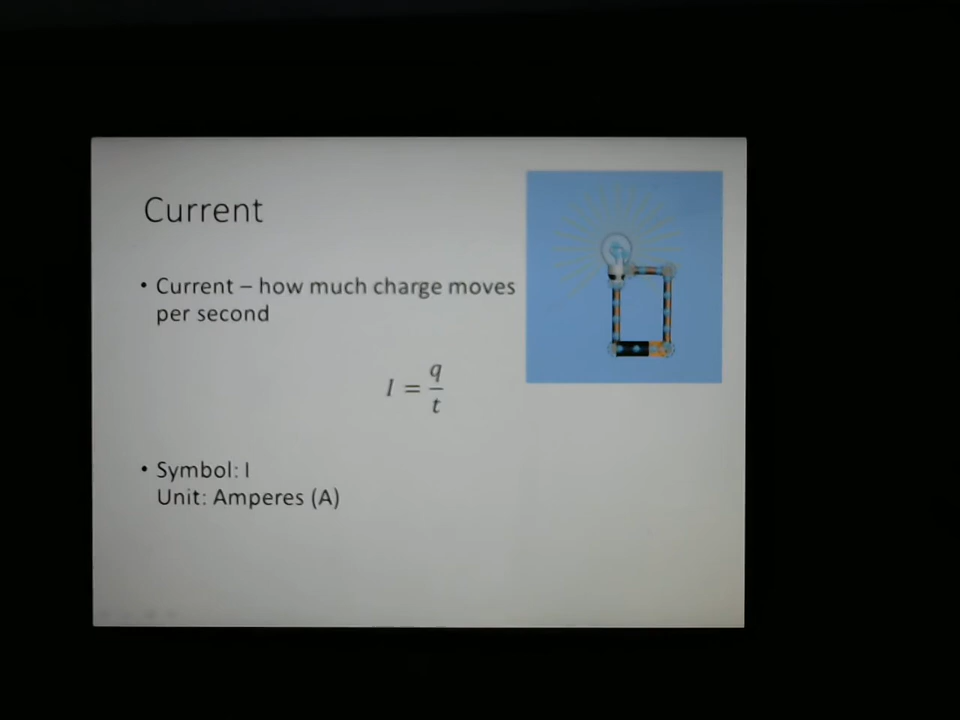 Current
• Current – how much charge moves
per second
I = q/t
• Symbol: I
Unit: Amperes (A)